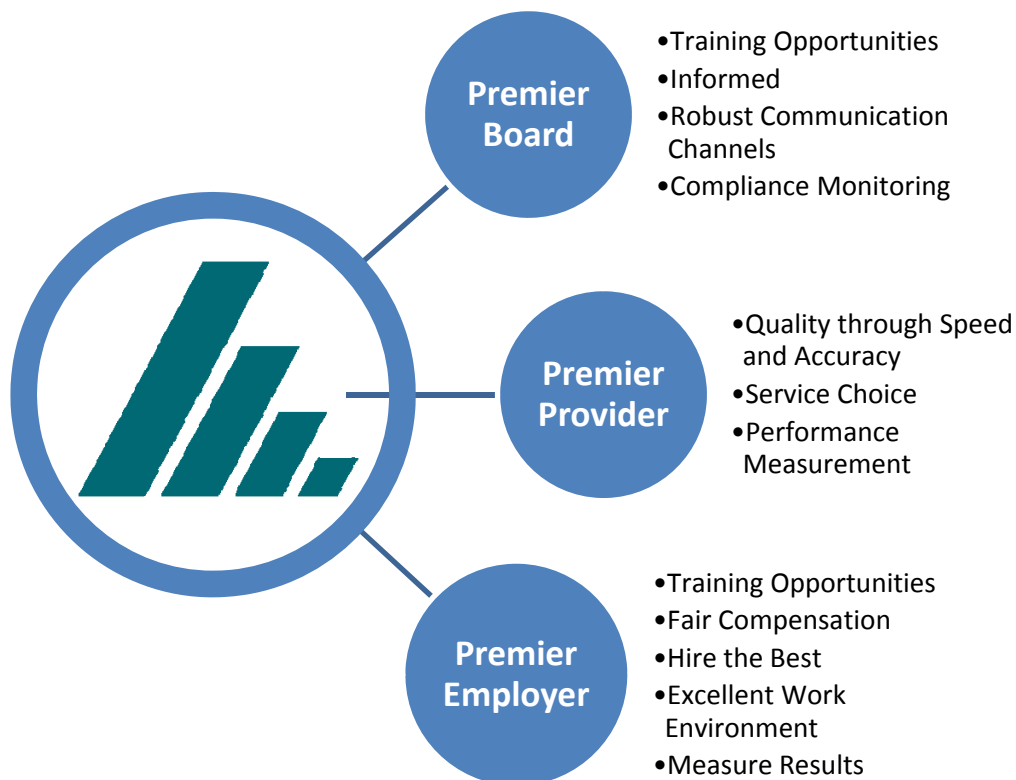 Premier
Board
•Training Opportunities
•Informed
•Robust Communication
Channels
•Compliance Monitoring
Premier
Provider
•Quality through Speed
and Accuracy
•Service Choice
•Performance
Measurement
Premier
Employer
•Training Opportunities
•Fair Compensation
•Hire the Best
•Excellent Work
Environment
•Measure Results